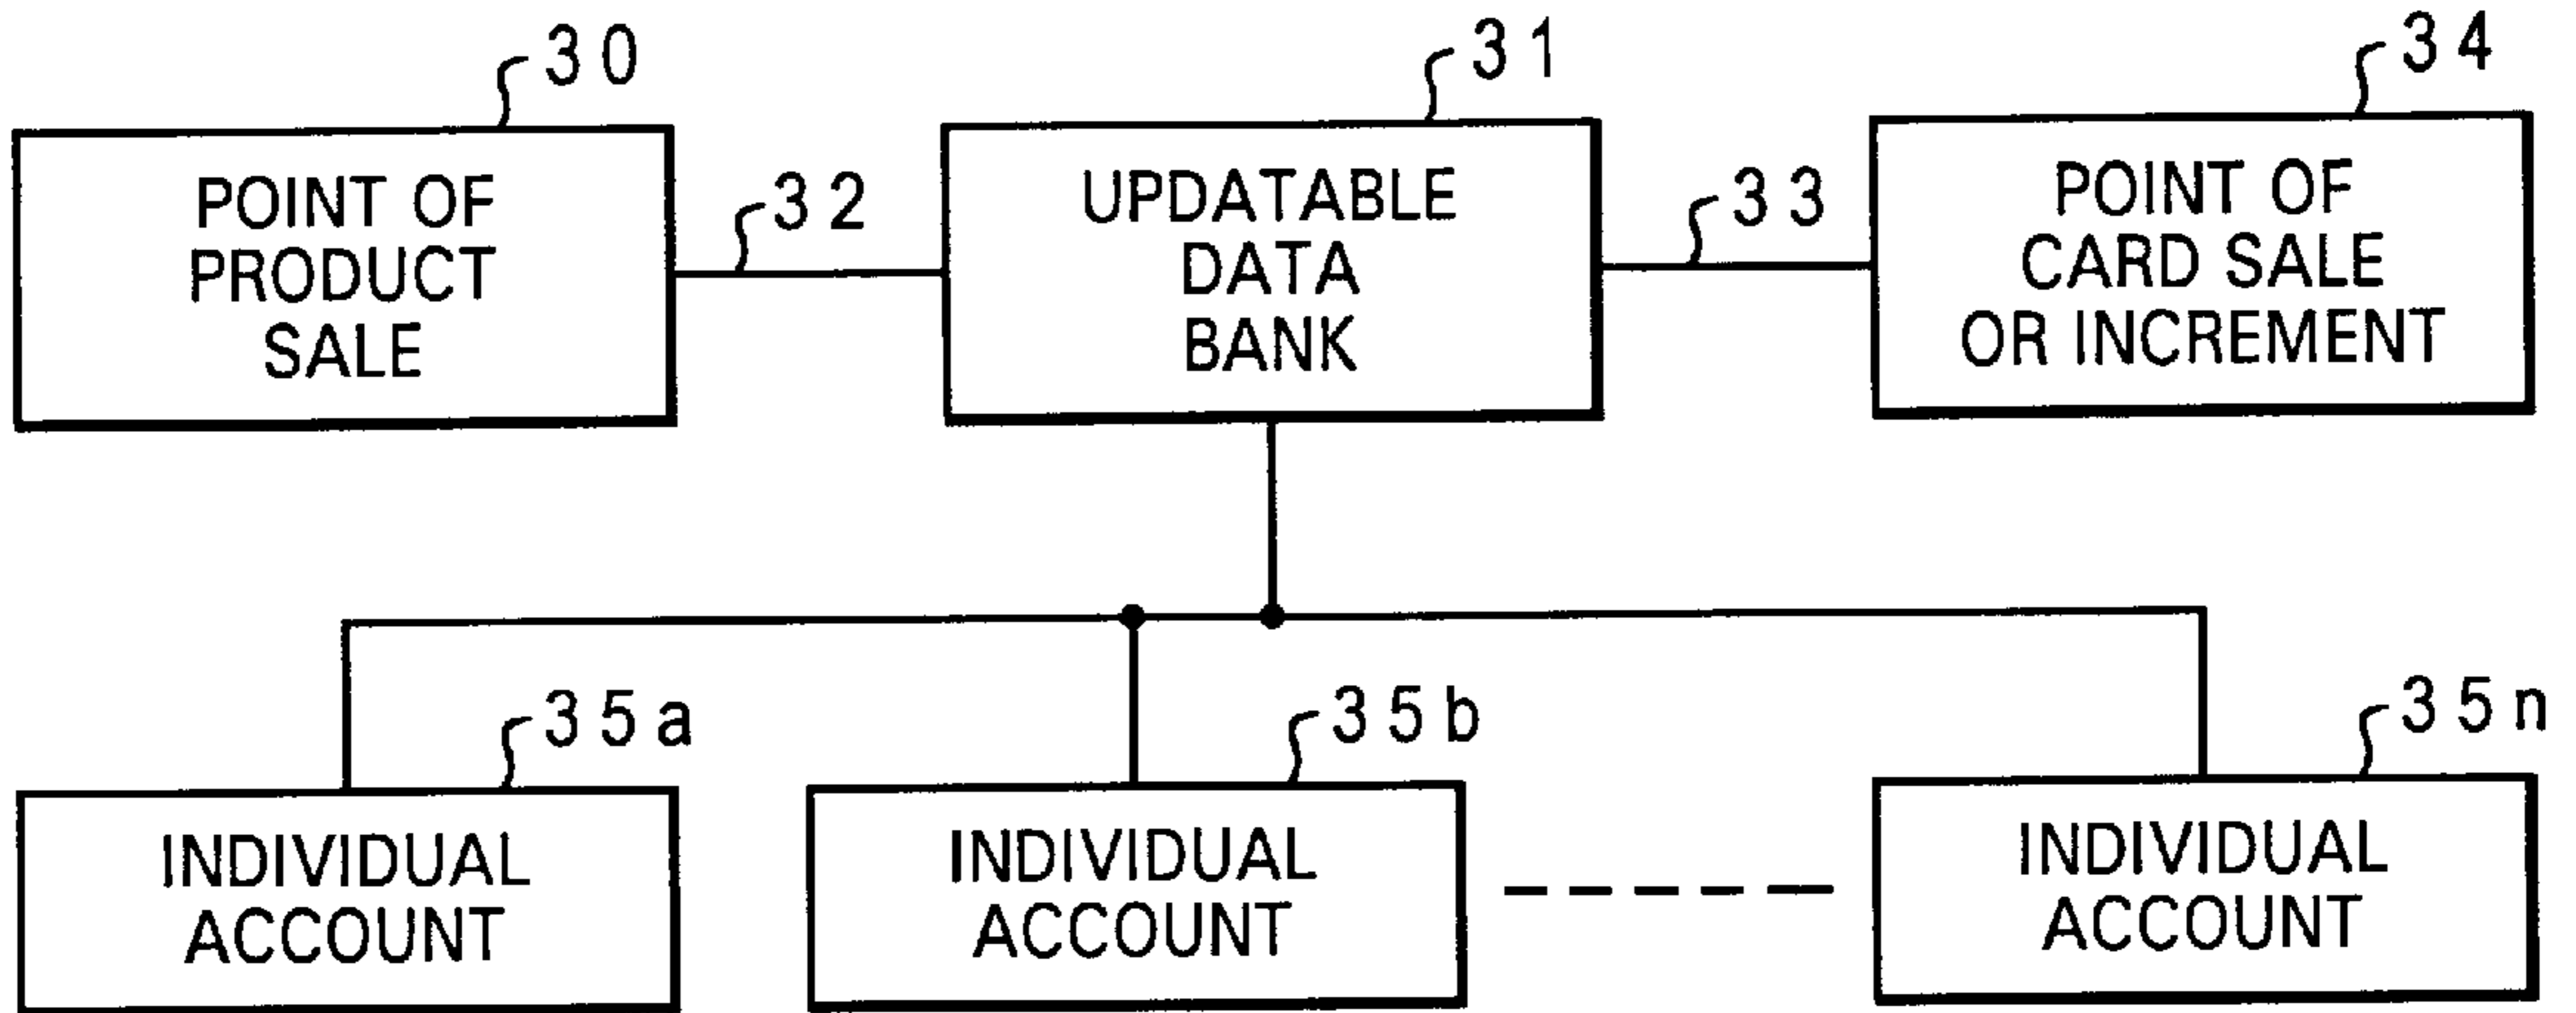 30
31
34
POINT OF
PRODUCT
SALE
32
UPDATABLE
DATA
BANK
33
POINT OF
CARD SALE
OR INCREMENT
35a
35b
35n
INDIVIDUAL
ACCOUNT
INDIVIDUAL
ACCOUNT
INDIVIDUAL
ACCOUNT